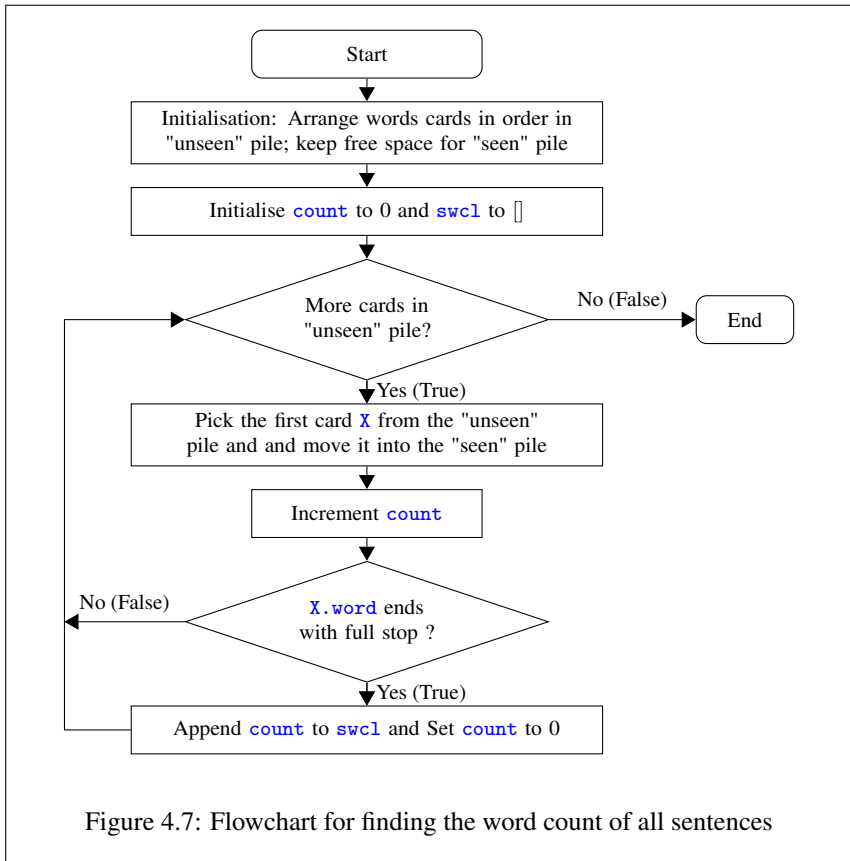 Start
Initialisation: Arrange words cards in order in
"unseen" pile; keep free space for "seen" pile
Initialise count to 0 and swcl to []
More cards in
"unseen" pile?
No (False)
End
Yes (True)
Pick the first card X from the "unseen"
pile and and move it into the "seen" pile
Increment count
No (False)
X.word ends
with full stop ?
Yes (True)
Append count to swcl and Set count to 0
Figure 4.7: Flowchart for finding the word count of all sentences